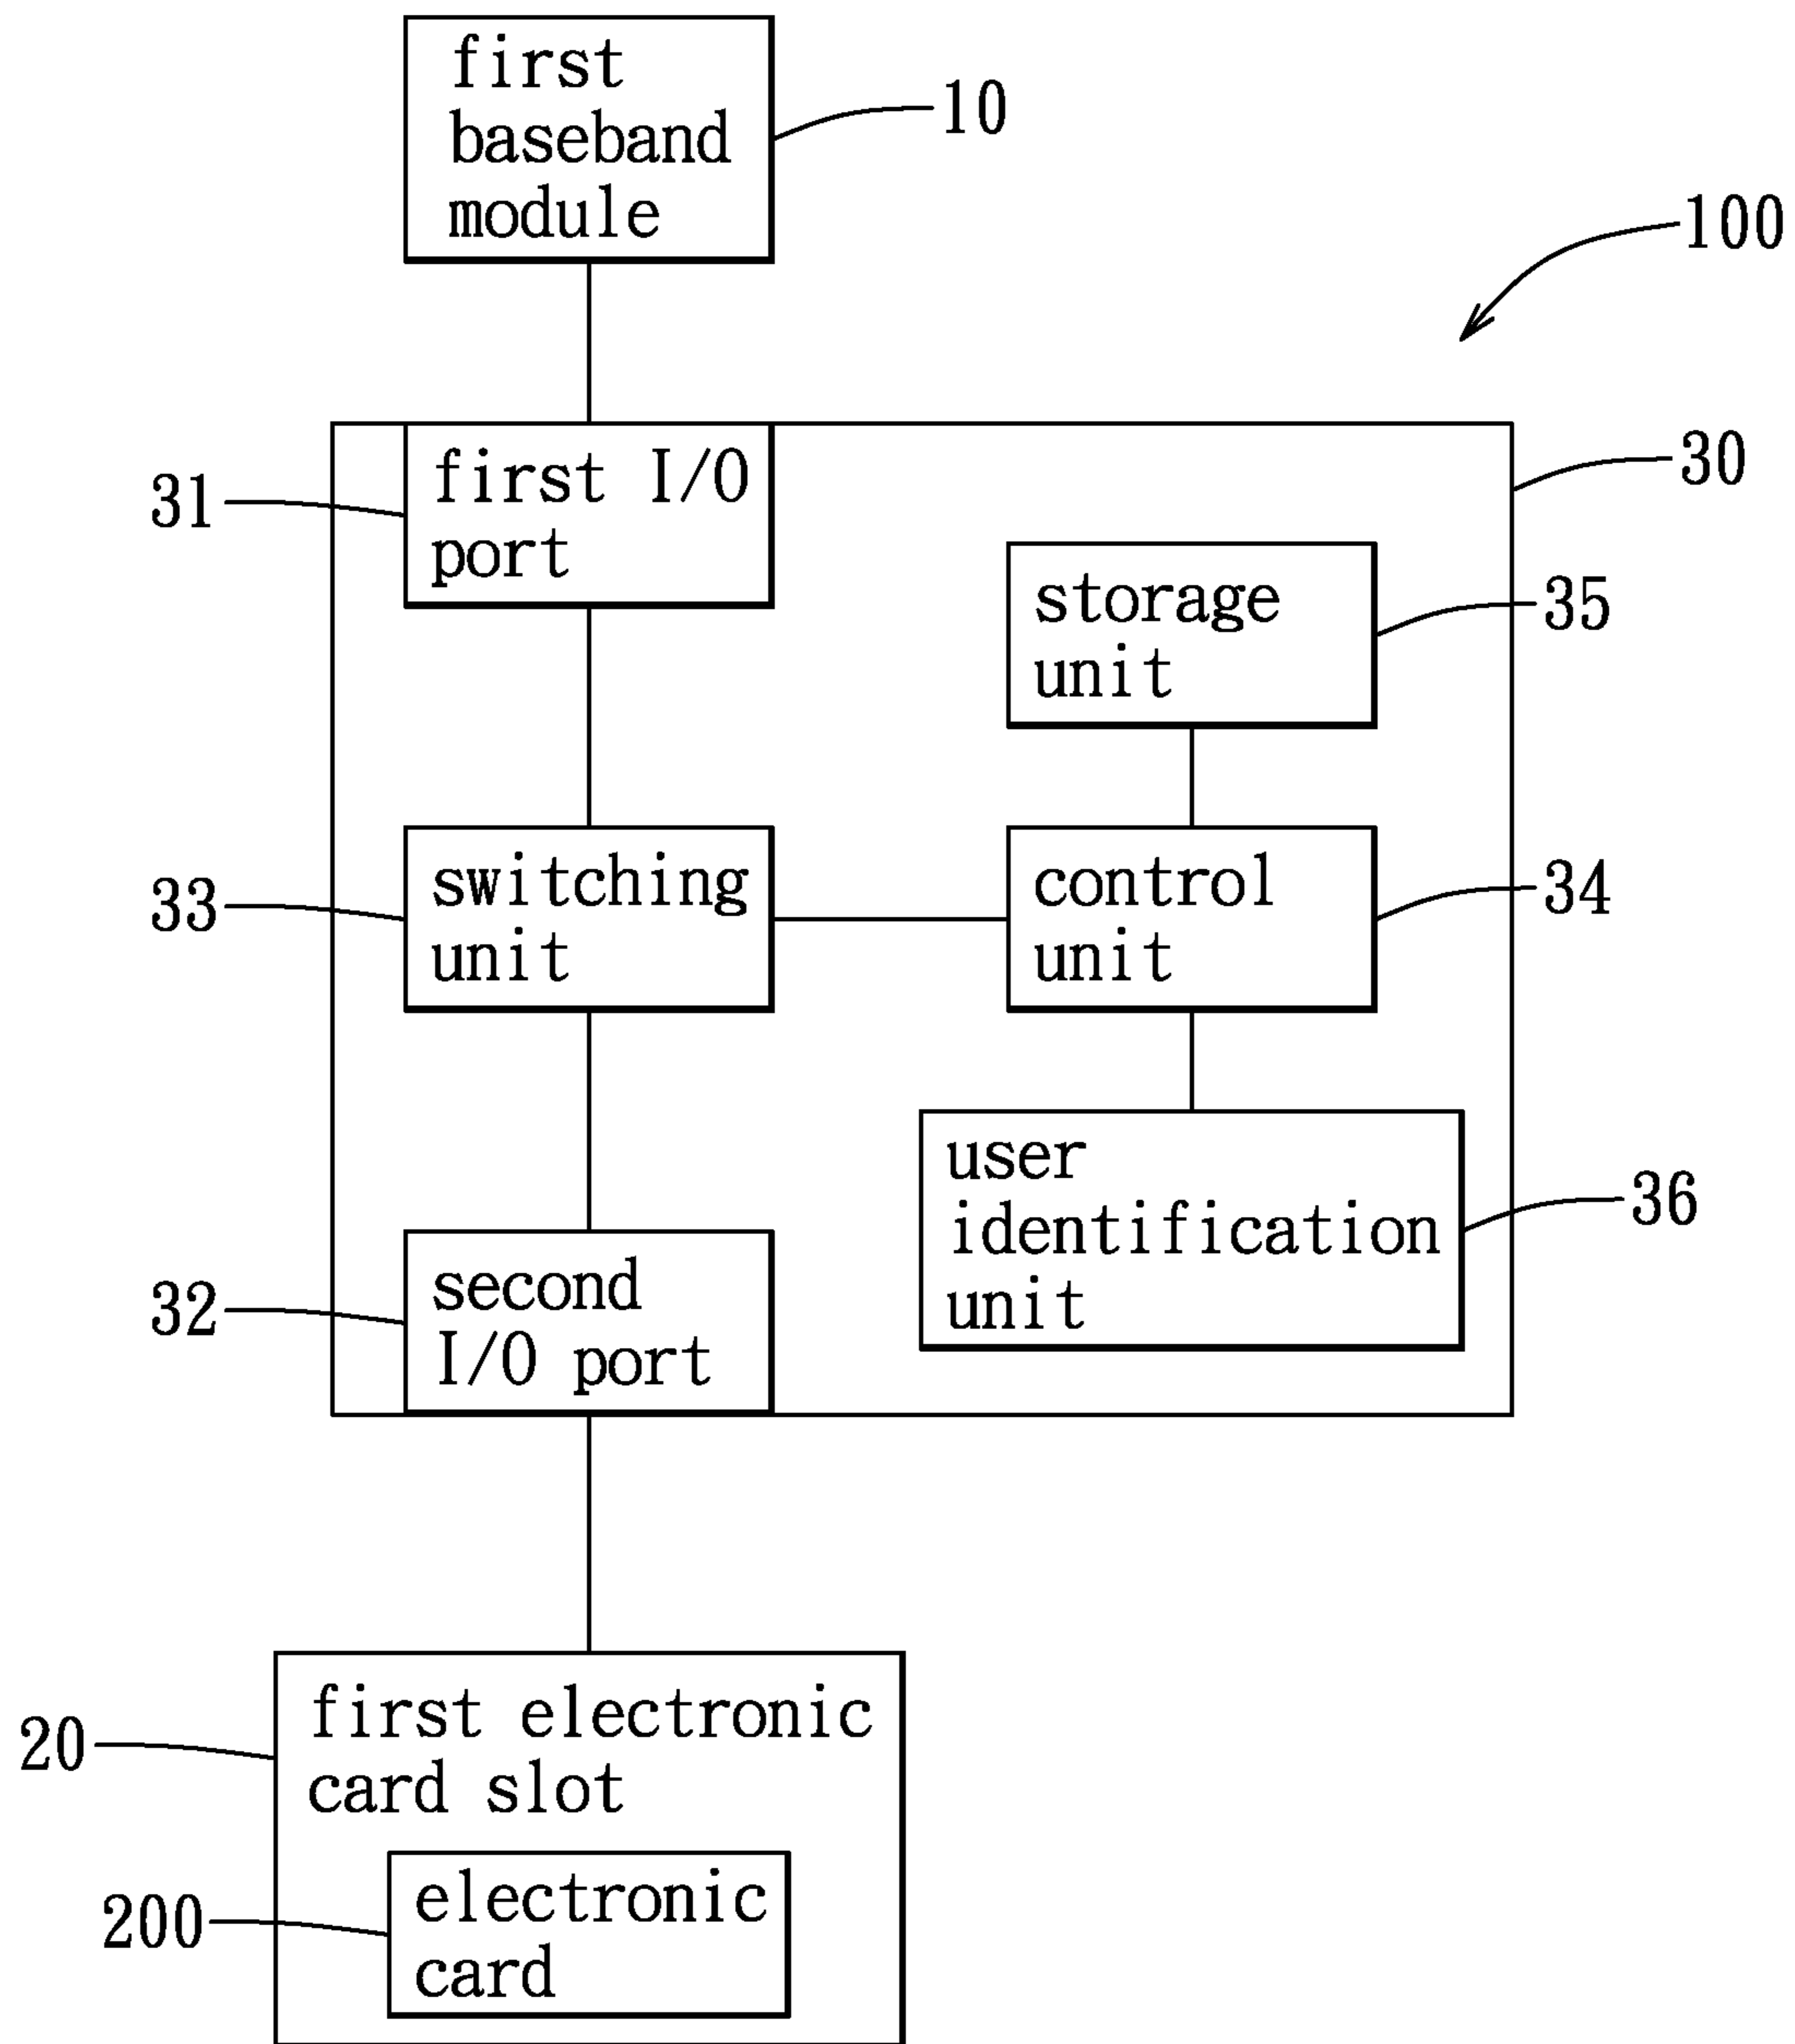 first
baseband
module
10
100
first I/O
port
31
30
storage
unit
35
switching
unit
33
control
unit
34
user
identification
unit
36
second
I/O port
32
first electronic
card slot
20
electronic
card
200